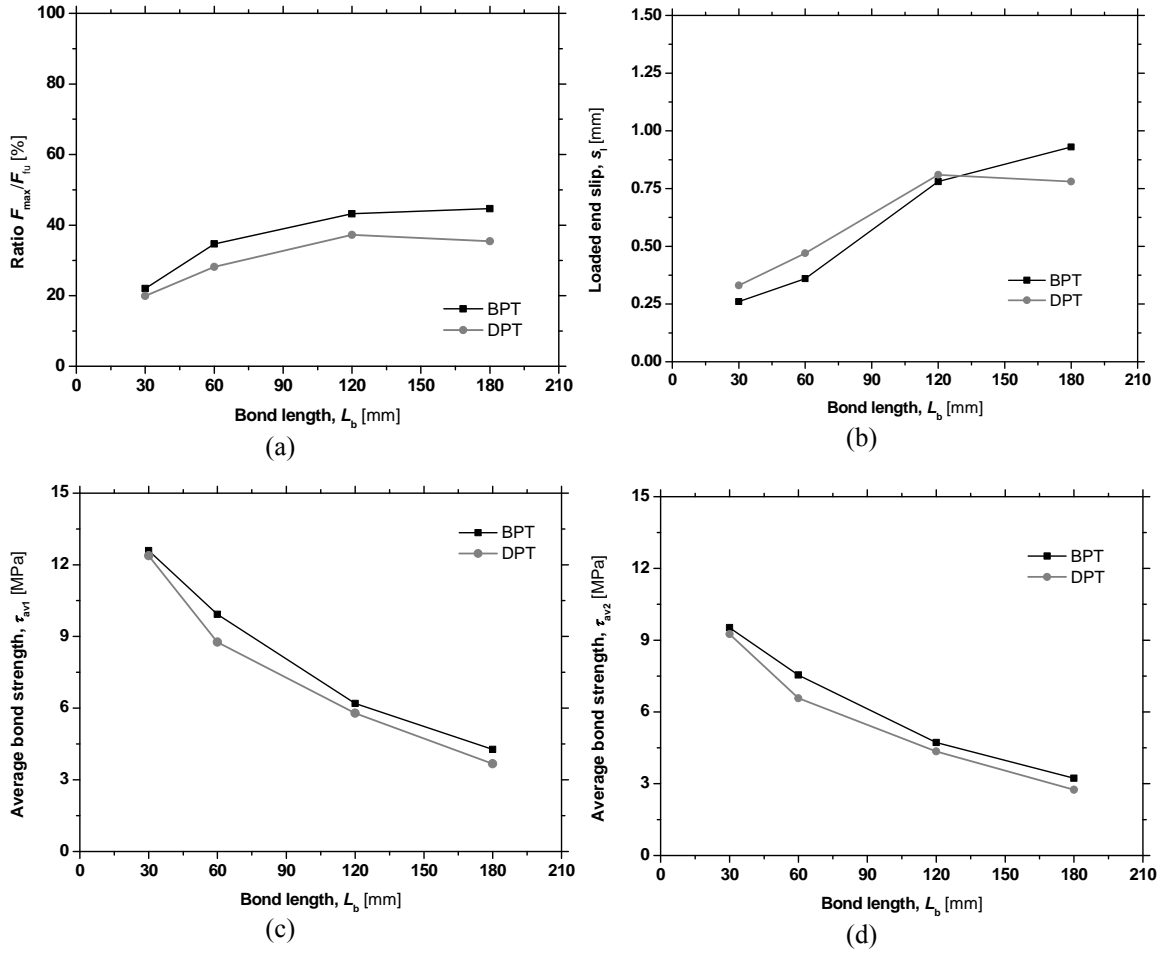 100
80
60
40
20
0
Ratio Fmax/Ffu [%]
BPT
DPT
0 30 60 90 120 150 180 210
Bond length, Lb [mm]
(a)
1.50
1.25
1.00
0.75
0.50
0.25
0.00
Loaded end slip, sl [mm]
BPT
DPT
0 30 60 90 120 150 180 210
Bond length, Lb [mm]
(b)
15
12
9
6
3
0
Average bond strength, τav1 [MPa]
BPT
DPT
0 30 60 90 120 150 180 210
Bond length, Lb [mm]
(c)
15
12
9
6
3
0
Average bond strength, τav2 [MPa]
BPT
DPT
0 30 60 90 120 150 180 210
Bond length, Lb [mm]
(d)